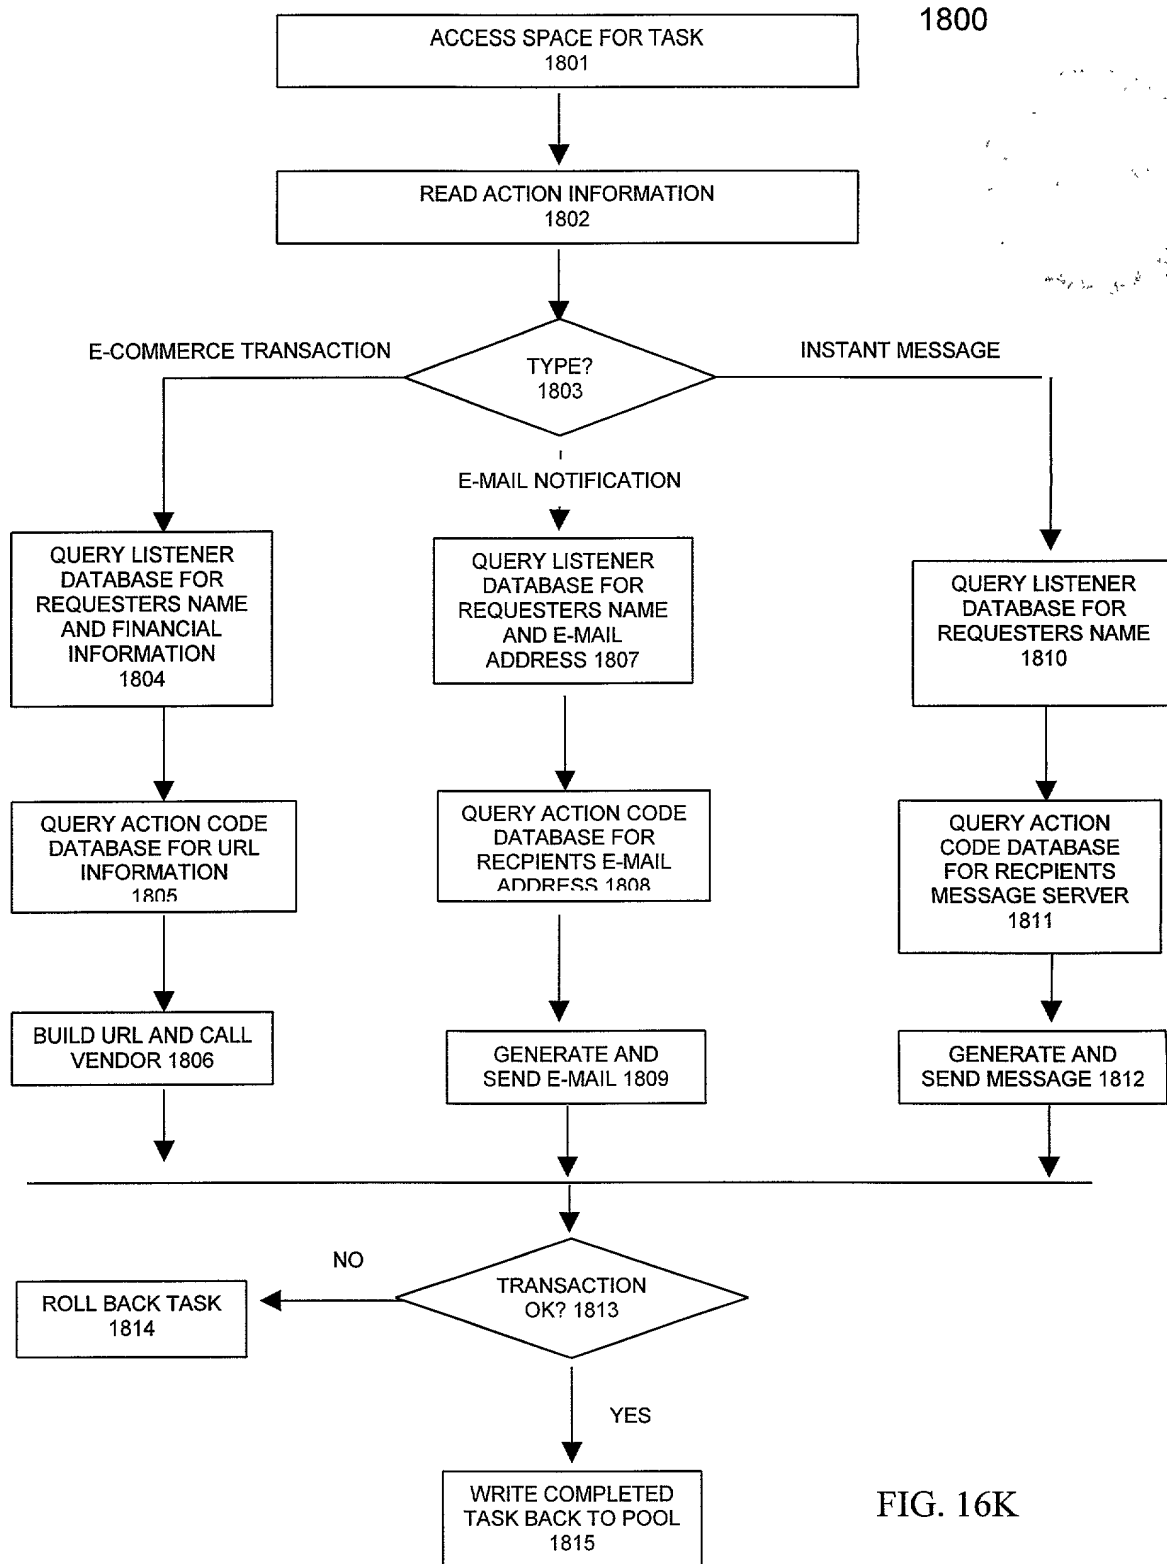 1800
ACCESS SPACE FOR TASK
1801
READ ACTION INFORMATION
1802
E-COMMERCE TRANSACTION
TYPE?
1803
INSTANT MESSAGE
E-MAIL NOTIFICATION
QUERY LISTENER
DATABASE FOR
REQUESTERS NAME
AND FINANCIAL
INFORMATION
1804
QUERY LISTENER
DATABASE FOR
REQUESTERS NAME
AND E-MAIL
ADDRESS 1807
QUERY LISTENER
DATABASE FOR
REQUESTERS NAME
1810
QUERY ACTION CODE
DATABASE FOR URL
INFORMATION
1805
QUERY ACTION CODE
DATABASE FOR
RECPIENTS E-MAIL
ADDRESS 1808
QUERY ACTION
CODE DATABASE
FOR RECPIENTS
MESSAGE SERVER
1811
BUILD URL AND CALL
VENDOR 1806
GENERATE AND
SEND E-MAIL 1809
GENERATE AND
SEND MESSAGE 1812
NO
TRANSACTION
OK? 1813
ROLL BACK TASK
1814
YES
WRITE COMPLETED
TASK BACK TO POOL
1815
FIG. 16K